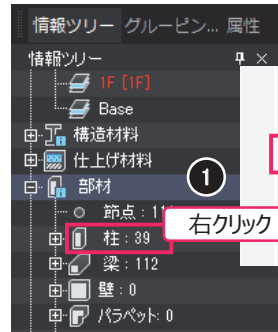 情報ツリー グルーピン... 属性
情報ツリー
1F [1F]
Base
構造材料
仕上げ材料
部材
1
節点 : 11
右クリック
柱 : 39
梁 : 112
壁 : 0
パラペット: 0